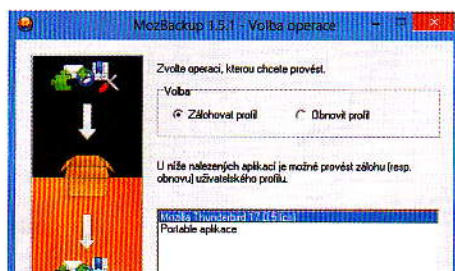 MozBackup 1.5.1 - Volba operace
Zvolte operaci, kterou chcete provést.
Volba
Zálohovat profil
Obnovit profil
U níže nalezených aplikací je možné provést zálohu (resp.
obnovu) uživatelského profilu.
Mozilla Thunderbird 17.0.5 (cs)
Portable aplikace